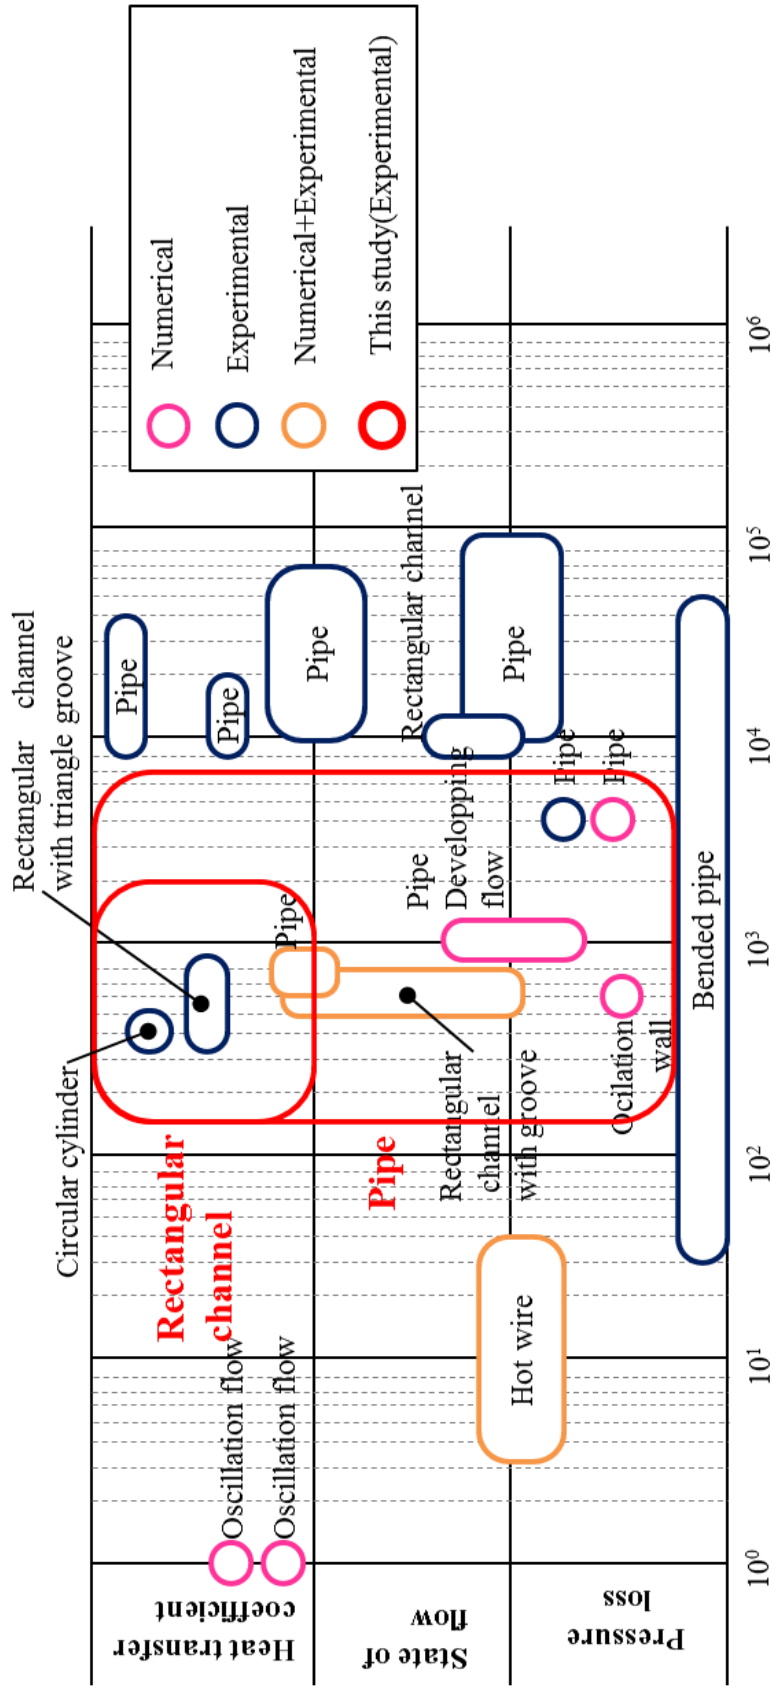 Rectangular channel
with triangle groove
Circular cylinder
Numerical
Experimental
Numerical+Experimental
This study(Experimental)
Heat transfer
coefficient
Oscillation flow
Oscillation flow
Rectangular
channel
Pipe
Pipe
Pipe
Pipe
State of
flow
Pipe
Rectangular
channel
with groove
Pipe
Developping
flow
Rectangular channel
Pipe
Hot wire
Pressure
loss
Ocilation
wall
Pipe
Pipe
Bended pipe
10⁰
10¹
10²
10³
10⁴
10⁵
10⁶